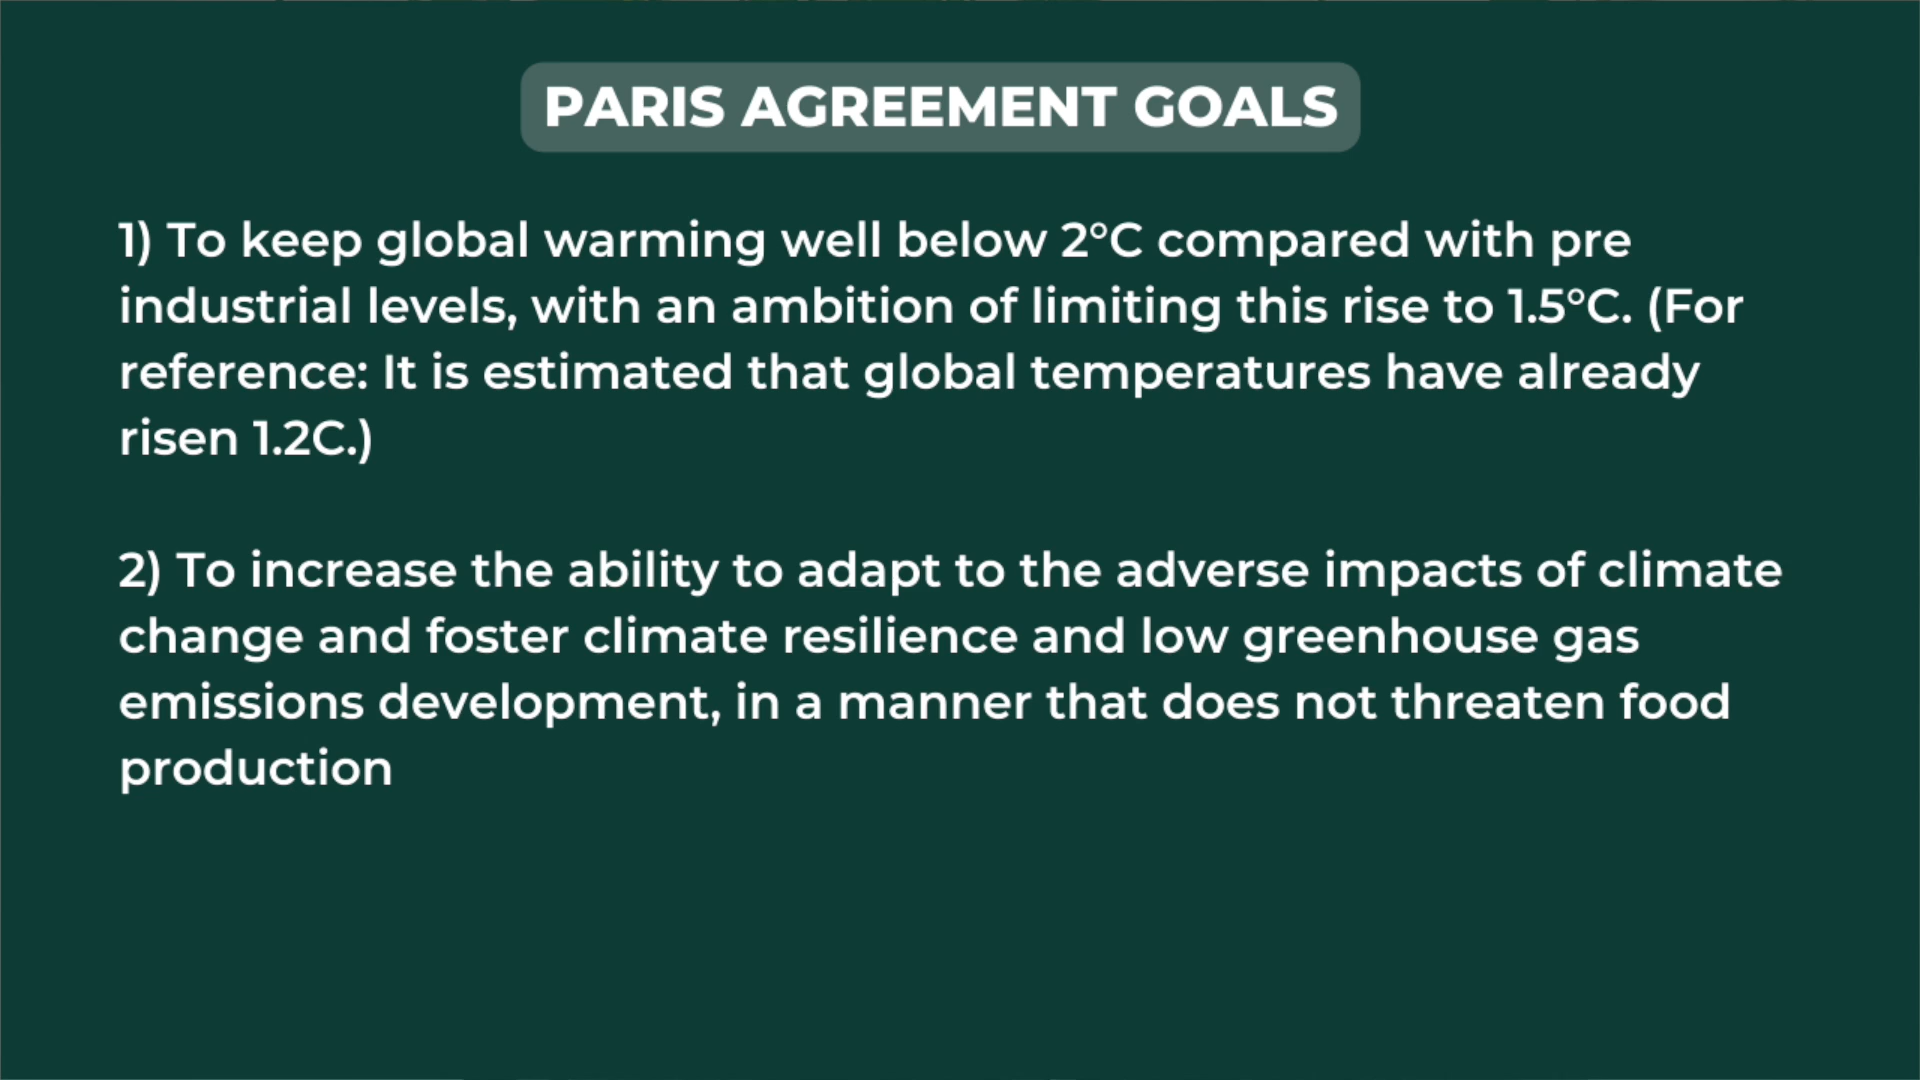 PARIS AGREEMENT GOALS
1) To keep global warming well below 2°C compared with pre
industrial levels, with an ambition of limiting this rise to 1.5°C. (For
reference: It is estimated that global temperatures have already
risen 1.2C.)
2) To increase the ability to adapt to the adverse impacts of climate
change and foster climate resilience and low greenhouse gas
emissions development, in a manner that does not threaten food
production